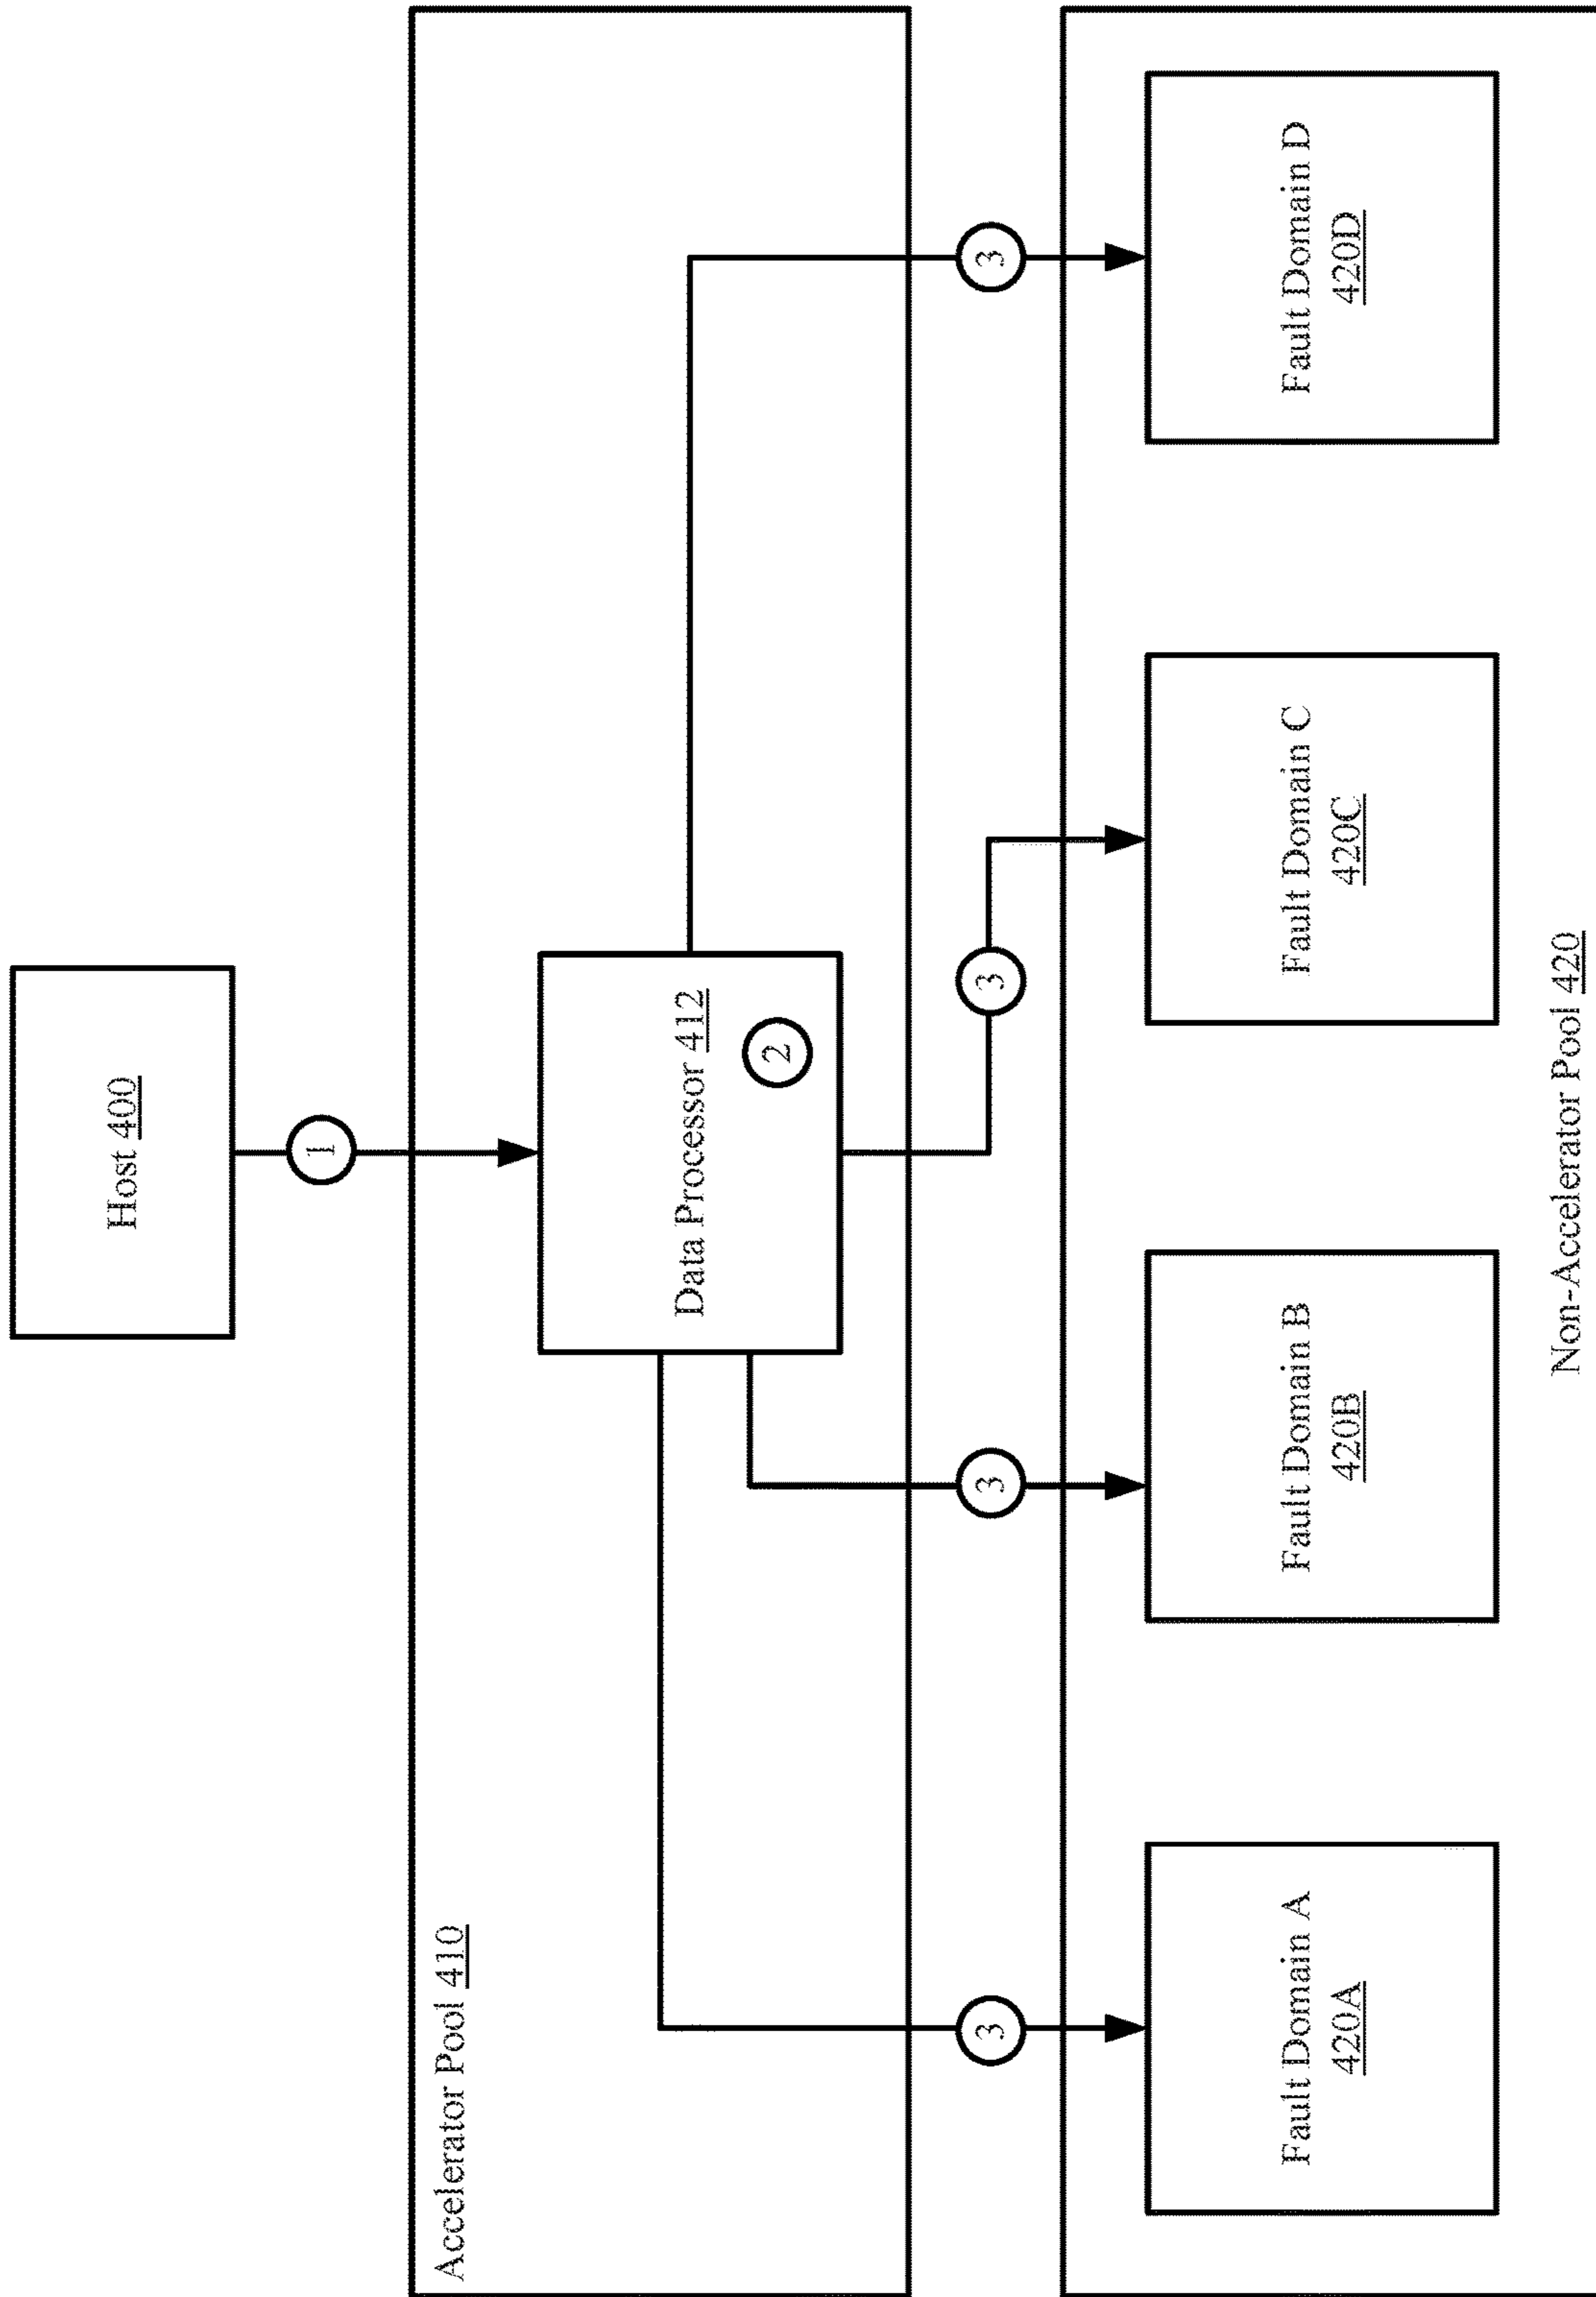 Host 400
1
Accelerator Pool 410
Data Processor 412
2
3
3
3
3
Fault Domain A
420A
Fault Domain B
420B
Fault Domain C
420C
Fault Domain D
420D
Non-Accelerator Pool 420